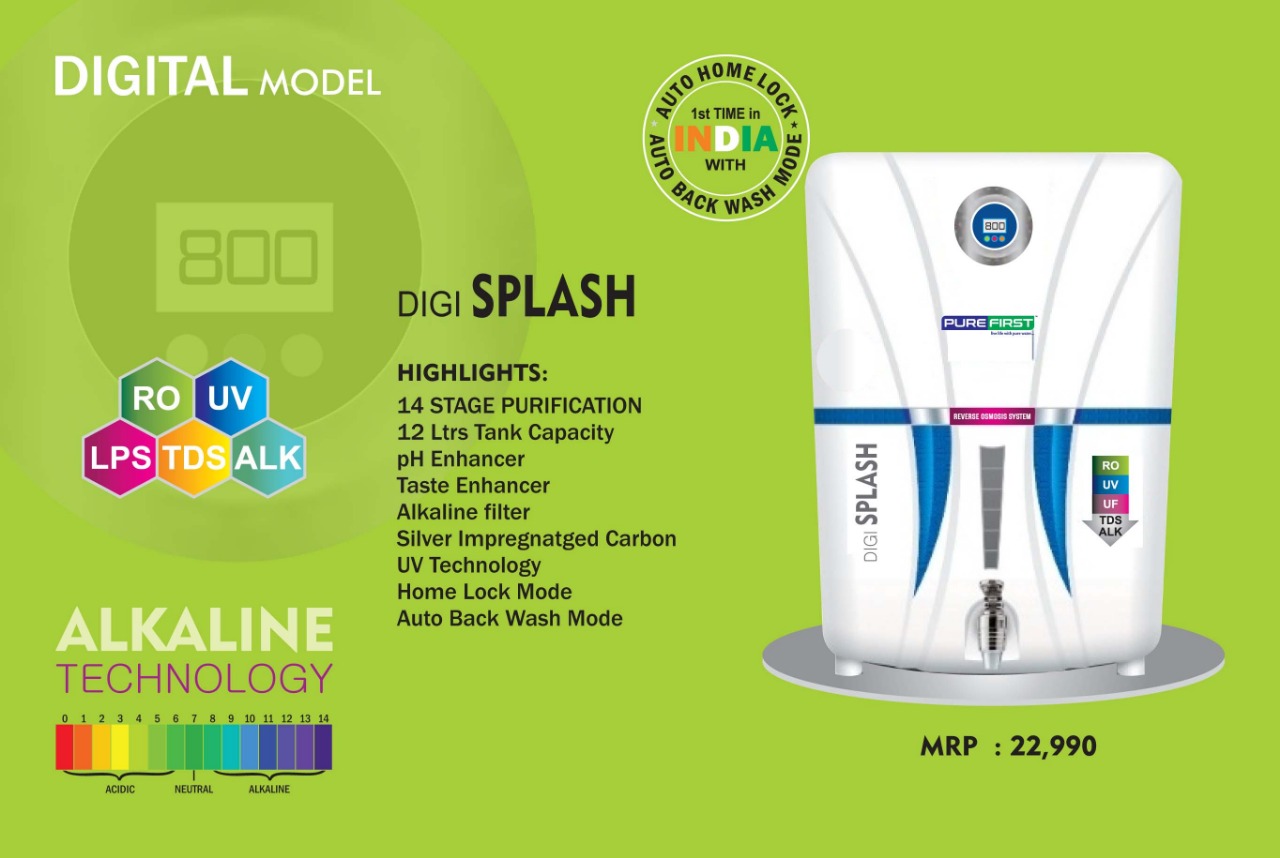 DIGITAL MODEL
800
AUTO HOME LOCK
1st TIME in
INDIA
WITH
AUTO BACK WASH MODE
800
PURE FIRST
DIGI SPLASH
HIGHLIGHTS:
14 STAGE PURIFICATION
12 Ltrs Tank Capacity
pH Enhancer
Taste Enhancer
Alkaline filter
Silver Impregnatged Carbon
UV Technology
Home Lock Mode
Auto Back Wash Mode
RO UV
LPS TDS ALK
REVERSE OSMOSIS SYSTEM
DIGI SPLASH
RO
UV
UF
TDS
ALK
ALKALINE
TECHNOLOGY
0 1 2 3 4 5 6 7 8 9 10 11 12 13 14
ACIDIC NEUTRAL ALKALINE
MRP : 22,990